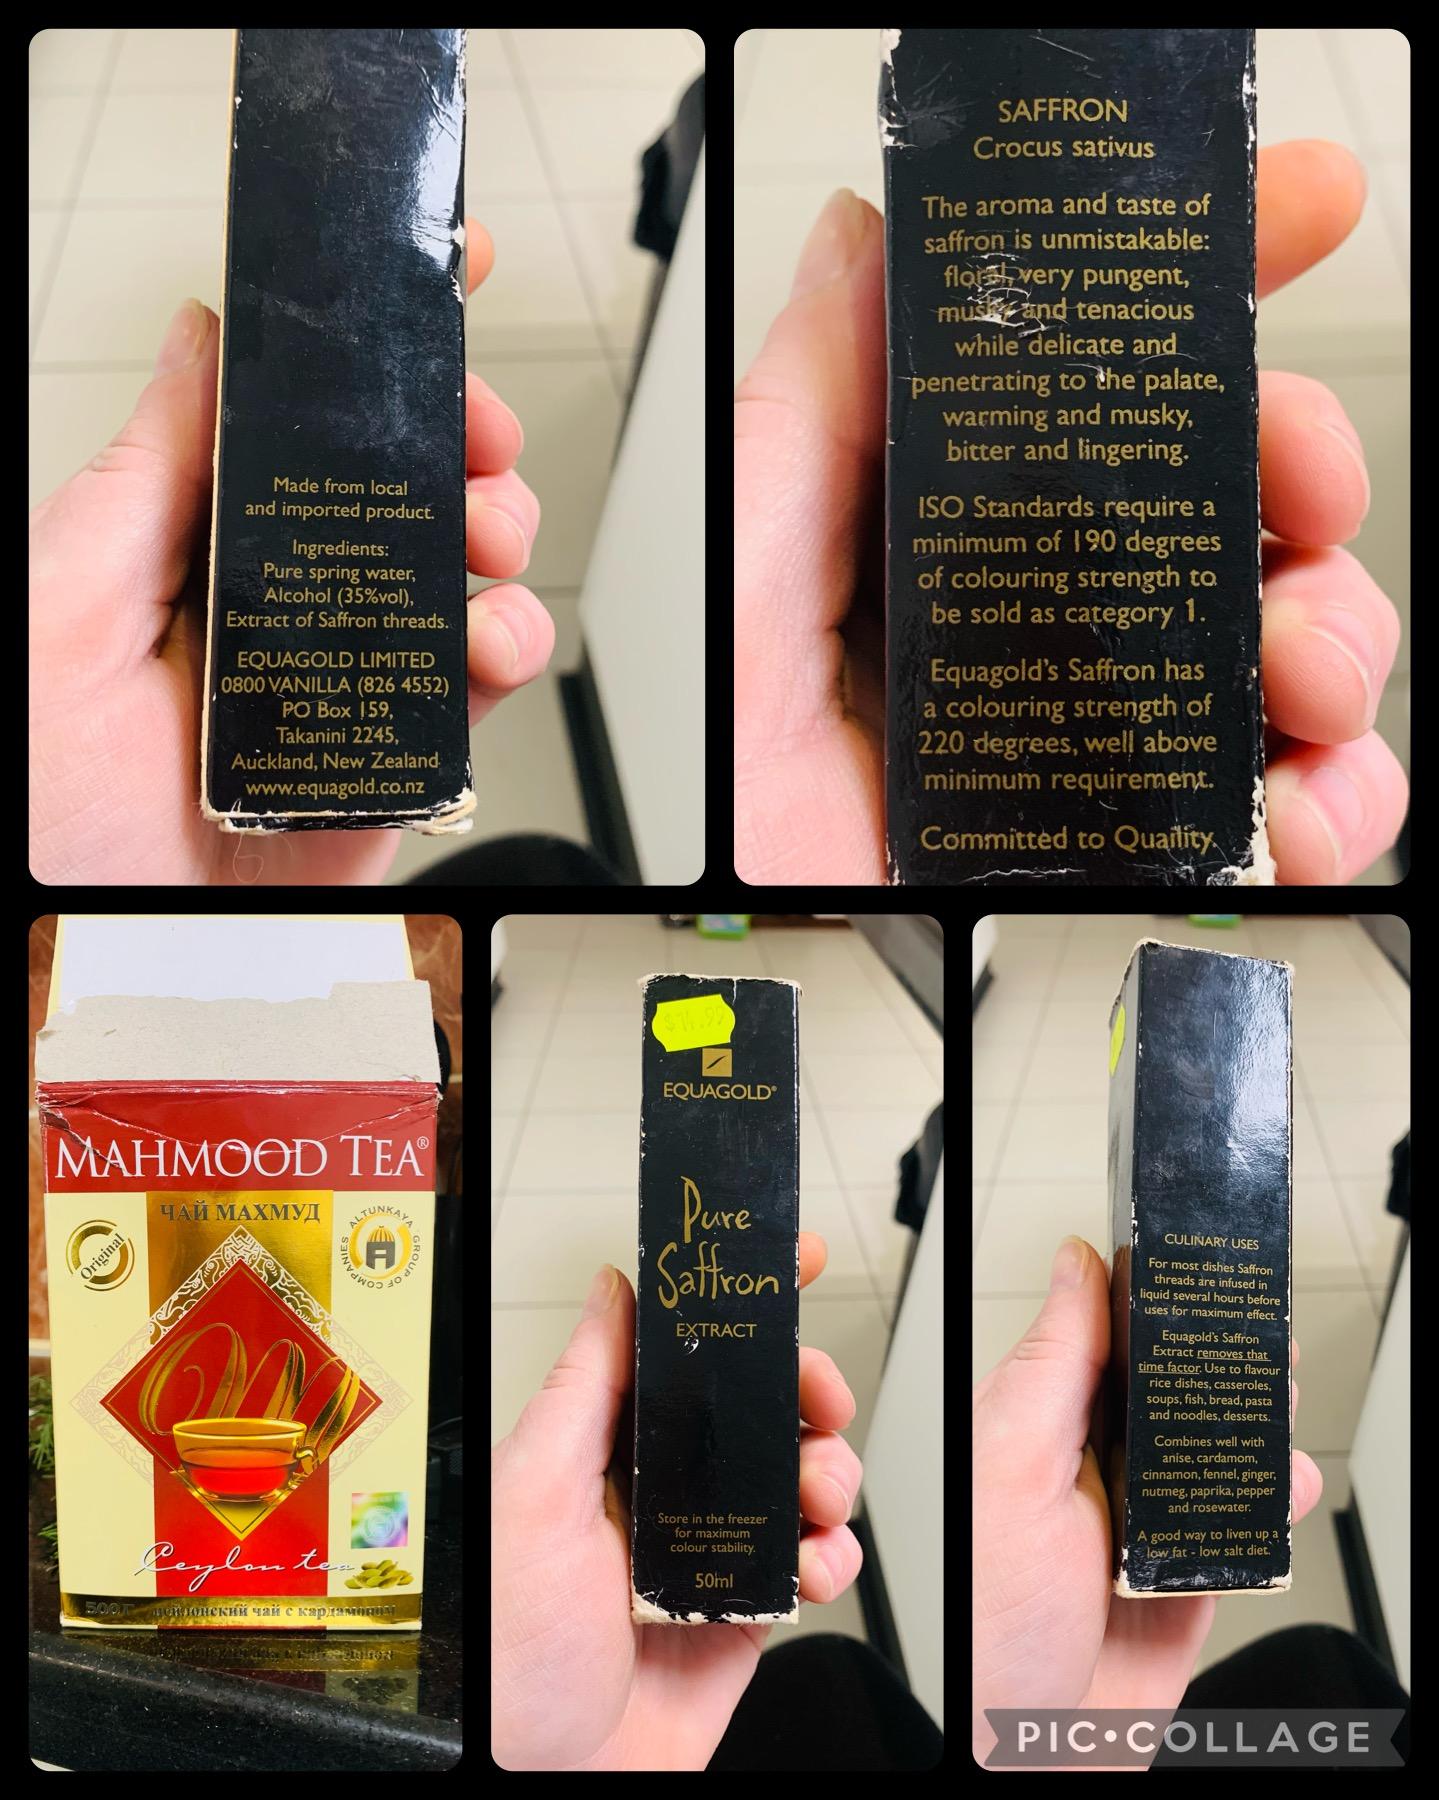 Made from local
and imported product.
Ingredients:
Pure spring water,
Alcohol (35%vol),
Extract of Saffron threads.
EQUAGOLD LIMITED
0800 VANILLA (826 4552)
PO Box 159,
Takanini 2245,
Auckland, New Zealand
www.equagold.co.nz
SAFFRON
Crocus sativus
The aroma and taste of
saffron is unmistakable:
floral, very pungent,
musky and tenacious
while delicate and
penetrating to the palate,
warming and musky,
bitter and lingering.
ISO Standards require a
minimum of 190 degrees
of colouring strength to
be sold as category 1.
Equagold's Saffron has
a colouring strength of
220 degrees, well above
minimum requirement.
Committed to Quaility.
MAHMOOD TEA®
ЧАЙ МАХМУД
Original
ALTUNKAYA GROUP OF COMPANIES
Ceylon tea
500г цейлонский чай с кардамоном
$14.99
EQUAGOLD®
Pure
Saffron
EXTRACT
Store in the freezer
for maximum
colour stability.
50ml
CULINARY USES
For most dishes Saffron
threads are infused in
liquid several hours before
uses for maximum effect.
Equagold's Saffron
Extract removes that
time factor. Use to flavour
rice dishes, casseroles,
soups, fish, bread, pasta
and noodles, desserts.
Combines well with
anise, cardamom,
cinnamon, fennel, ginger,
nutmeg, paprika, pepper
and rosewater.
A good way to liven up a
low fat - low salt diet.
PIC•COLLAGE